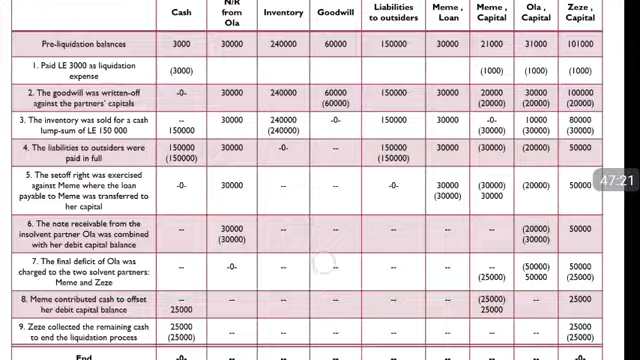 Cash N/R from Ola Inventory Goodwill Liabilities to outsiders Meme, Loan Meme, Capital Ola, Capital Zeze, Capital
Pre-liquidation balances 3000 30000 240000 60000 150000 30000 21000 31000 101000
1. Paid LE 3000 as liquidation expense (3000) (1000) (1000) (1000)
2. The goodwill was written-off against the partners' capitals -0- 30000 240000 60000 (60000) 150000 30000 20000 (20000) 30000 (20000) 100000 (20000)
3. The inventory was sold for a cash lump-sum of LE 150 000 -- 150000 30000 240000 (240000) -0- 150000 30000 -0- (30000) 10000 (30000) 80000 (30000)
4. The liabilities to outsiders were paid in full 150000 (150000) 30000 -0- -- 150000 (150000) 30000 (30000) (20000) 50000
5. The setoff right was exercised against Meme where the loan payable to Meme was transferred to her capital -0- 30000 -- -- -0- 30000 (30000) (30000) 30000 (20000) 50000
6. The note receivable from the insolvent partner Ola was combined with her debit capital balance -- 30000 (30000) -- -- -- -- -- (20000) (30000) 50000
7. The final deficit of Ola was charged to the two solvent partners: Meme and Zeze -- -0- -- -- -- -- -- (25000) (50000) 50000 50000 (25000)
8. Meme contributed cash to offset her debit capital balance -- 25000 -- -- -- -- -- (25000) 25000 -- 25000
9. Zeze collected the remaining cash to end the liquidation process 25000 (25000) -- -- -- -- -- -- -- 25000 (25000)
End -0- -- -- -- -- -- -- -- -0-
47:21